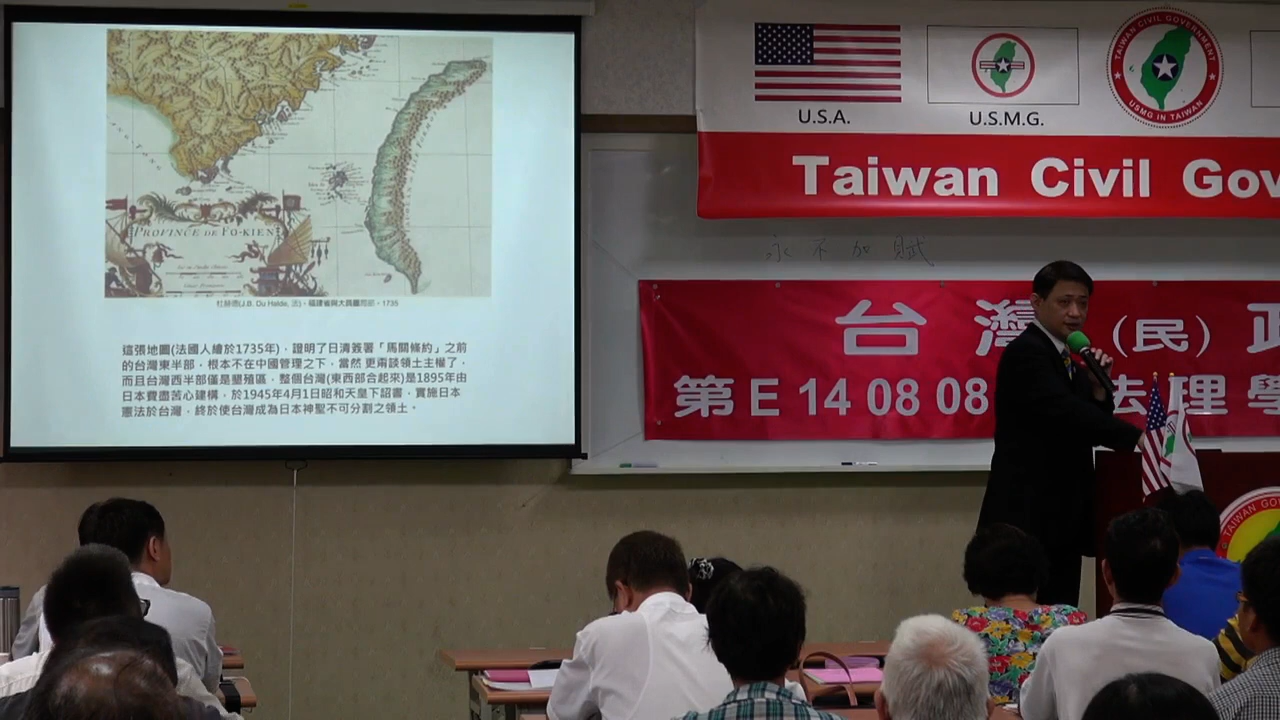 PROVINCE DE FO-KIEN
杜赫德(J.B. Du Halde, 法)，福建省與大員圖局部，1735
這張地圖(法國人繪於1735年)，證明了日清簽署「馬關條約」之前
的台灣東半部，根本不在中國管理之下，當然 更兩談領土主權了，
而且台灣西半部僅是墾殖區，整個台灣(東西部合起來)是1895年由
日本費盡苦心建構，於1945年4月1日昭和天皇下詔書，實施日本
憲法於台灣，終於使台灣成為日本神聖不可分割之領土。
U.S.A.
U.S.M.G.
TAIWAN CIVIL GOVERNMENT
USMG IN TAIWAN
Taiwan Civil Gov
永不加賦
台灣(民)政
第E 14 08 08
法理學
TAIWAN GOV